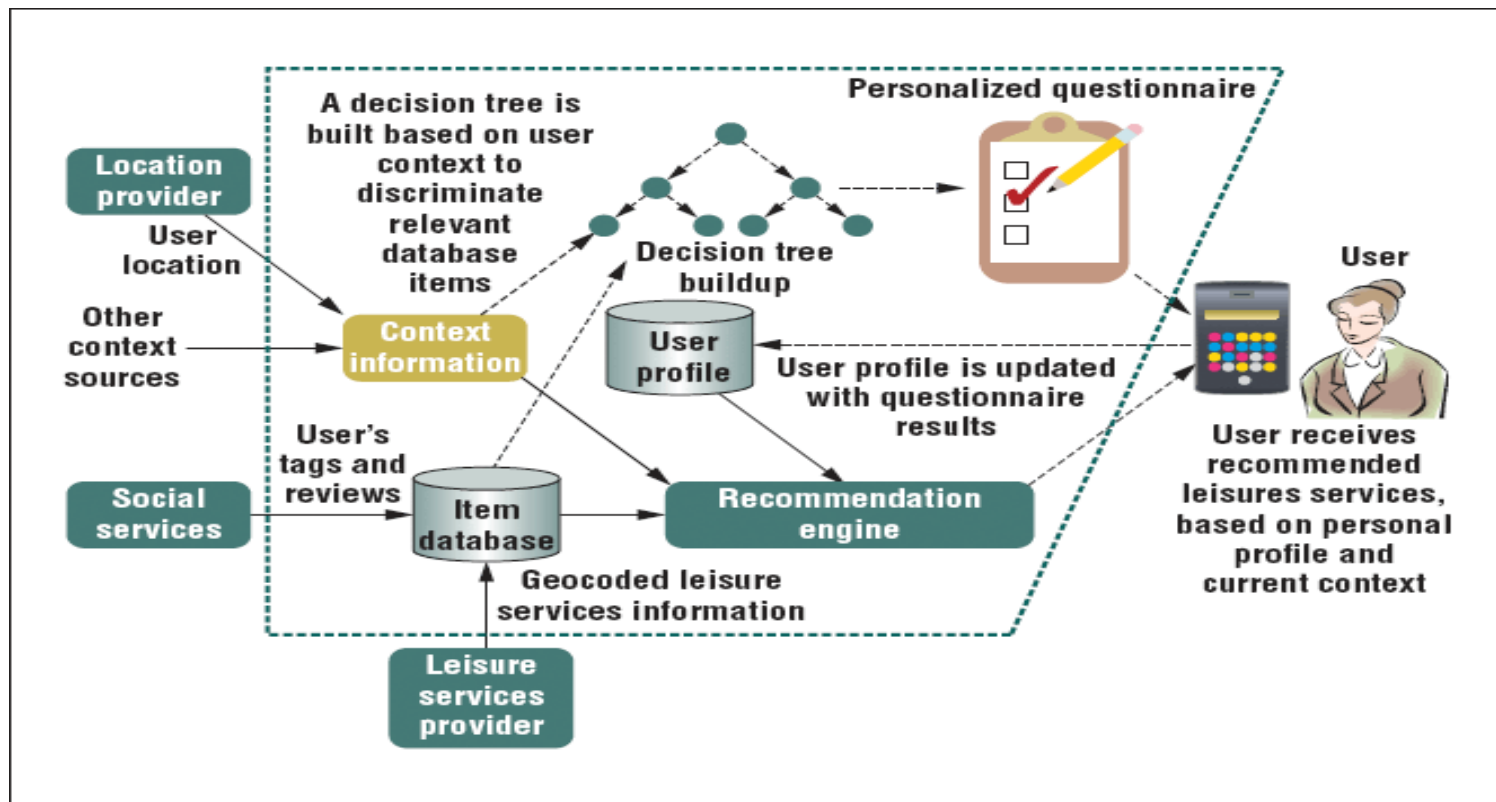 A decision tree is
built based on user
context to
discriminate
relevant
database
items
Personalized questionnaire
Location
provider
User
location
Decision tree
buildup
User
Other
context
sources
Context
information
User
profile
User profile is updated
with questionnaire
results
User's
tags and
reviews
Social
services
Item
database
Recommendation
engine
User receives
recommended
leisures services,
based on personal
profile and
current context
Geocoded leisure
services information
Leisure
services
provider